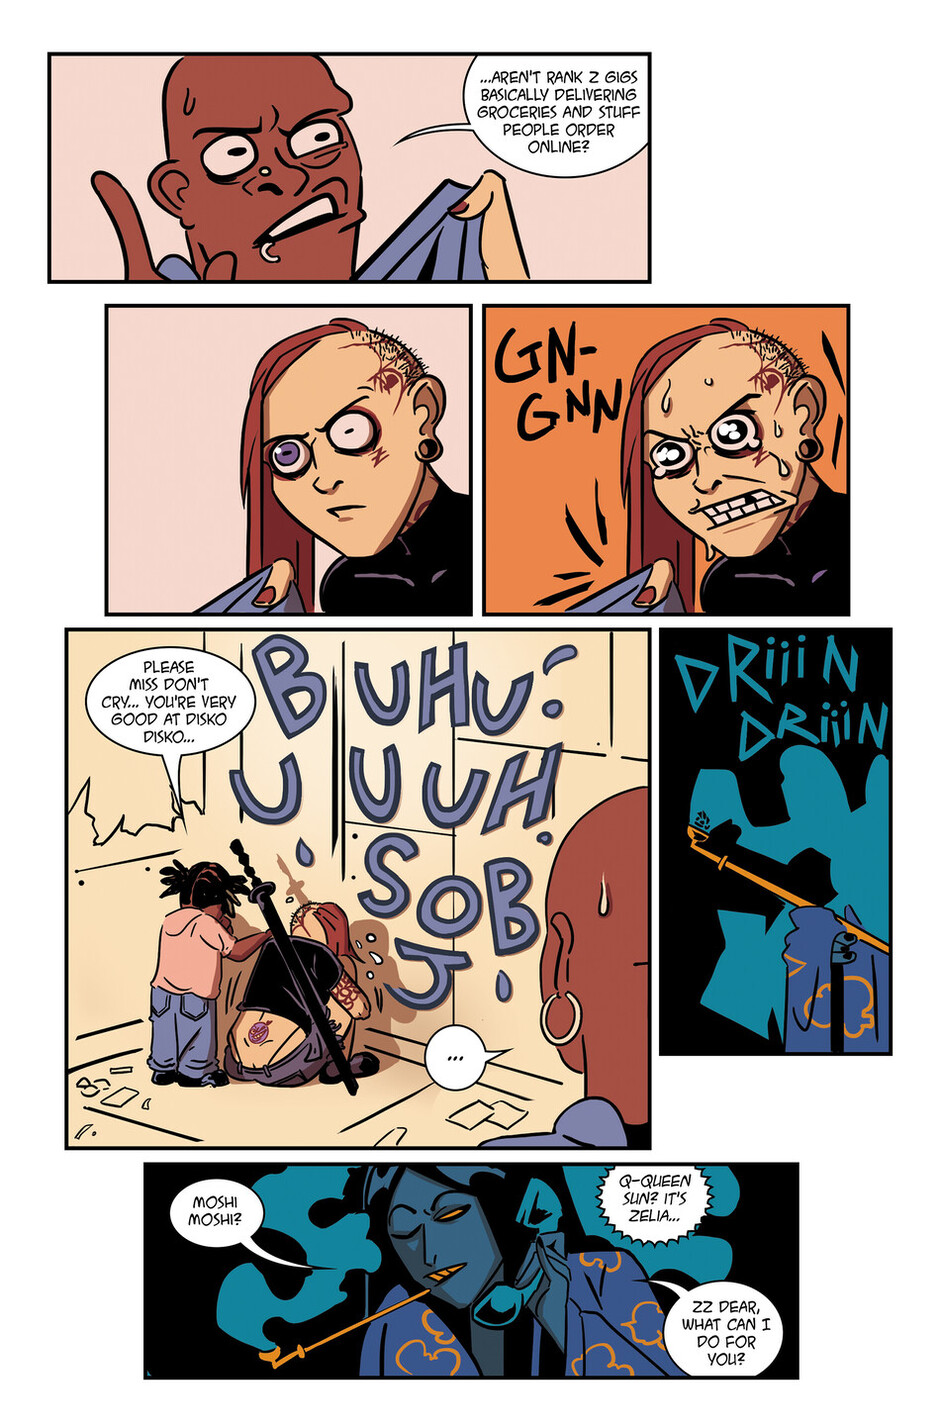 ...AREN'T RANK Z GIGS
BASICALLY DELIVERING
GROCERIES AND STUFF
PEOPLE ORDER
ONLINE?
GN-
GNN
PLEASE
MISS DON'T
CRY... YOU'RE VERY
GOOD AT DISKO
DISKO...
BUHU
UUUH
SOB
...
DRiiiN
DRiiiN
MOSHI
MOSHI?
Q-QUEEN
SUN? IT'S
ZELIA...
ZZ DEAR,
WHAT CAN I
DO FOR
YOU?